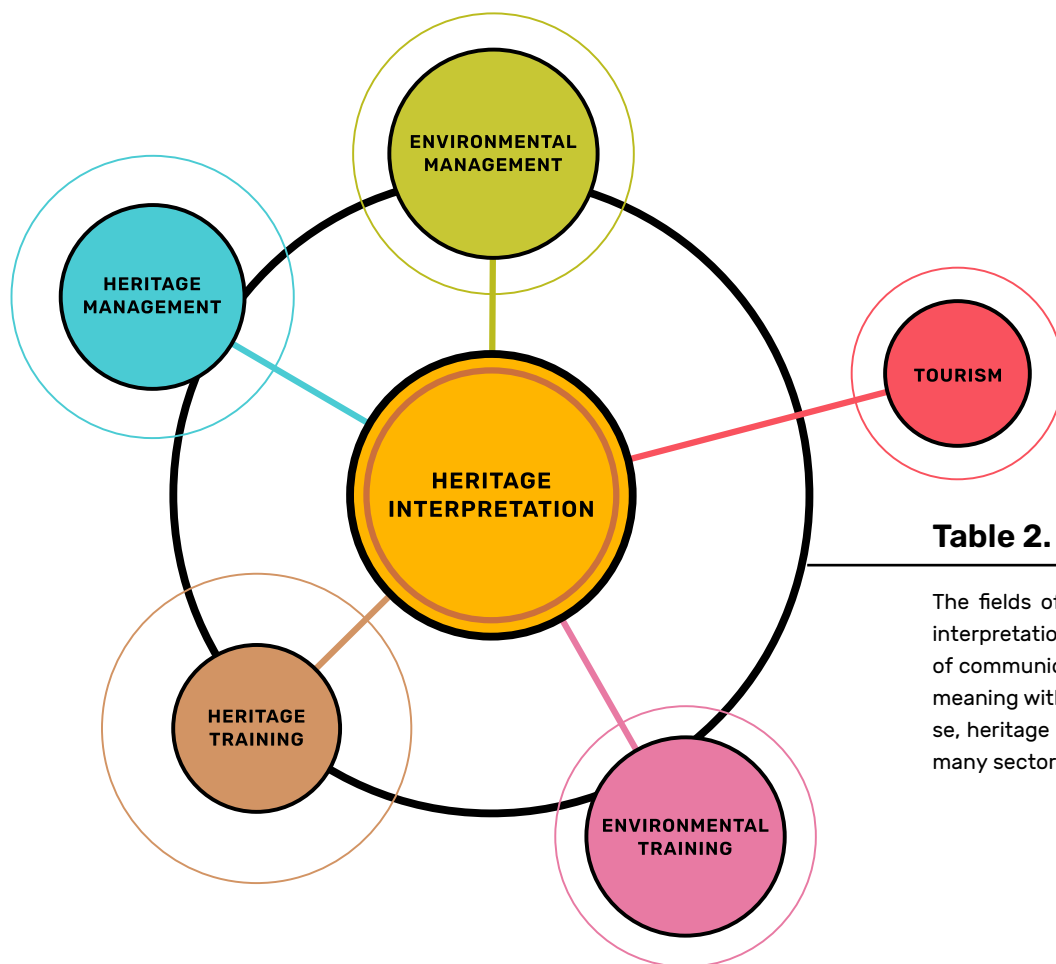 ENVIRONMENTAL
MANAGEMENT
HERITAGE
MANAGEMENT
TOURISM
HERITAGE
INTERPRETATION
HERITAGE
TRAINING
ENVIRONMENTAL
TRAINING
Table 2.
The fields of
interpretatio
of communic
meaning with
se, heritage
many sector